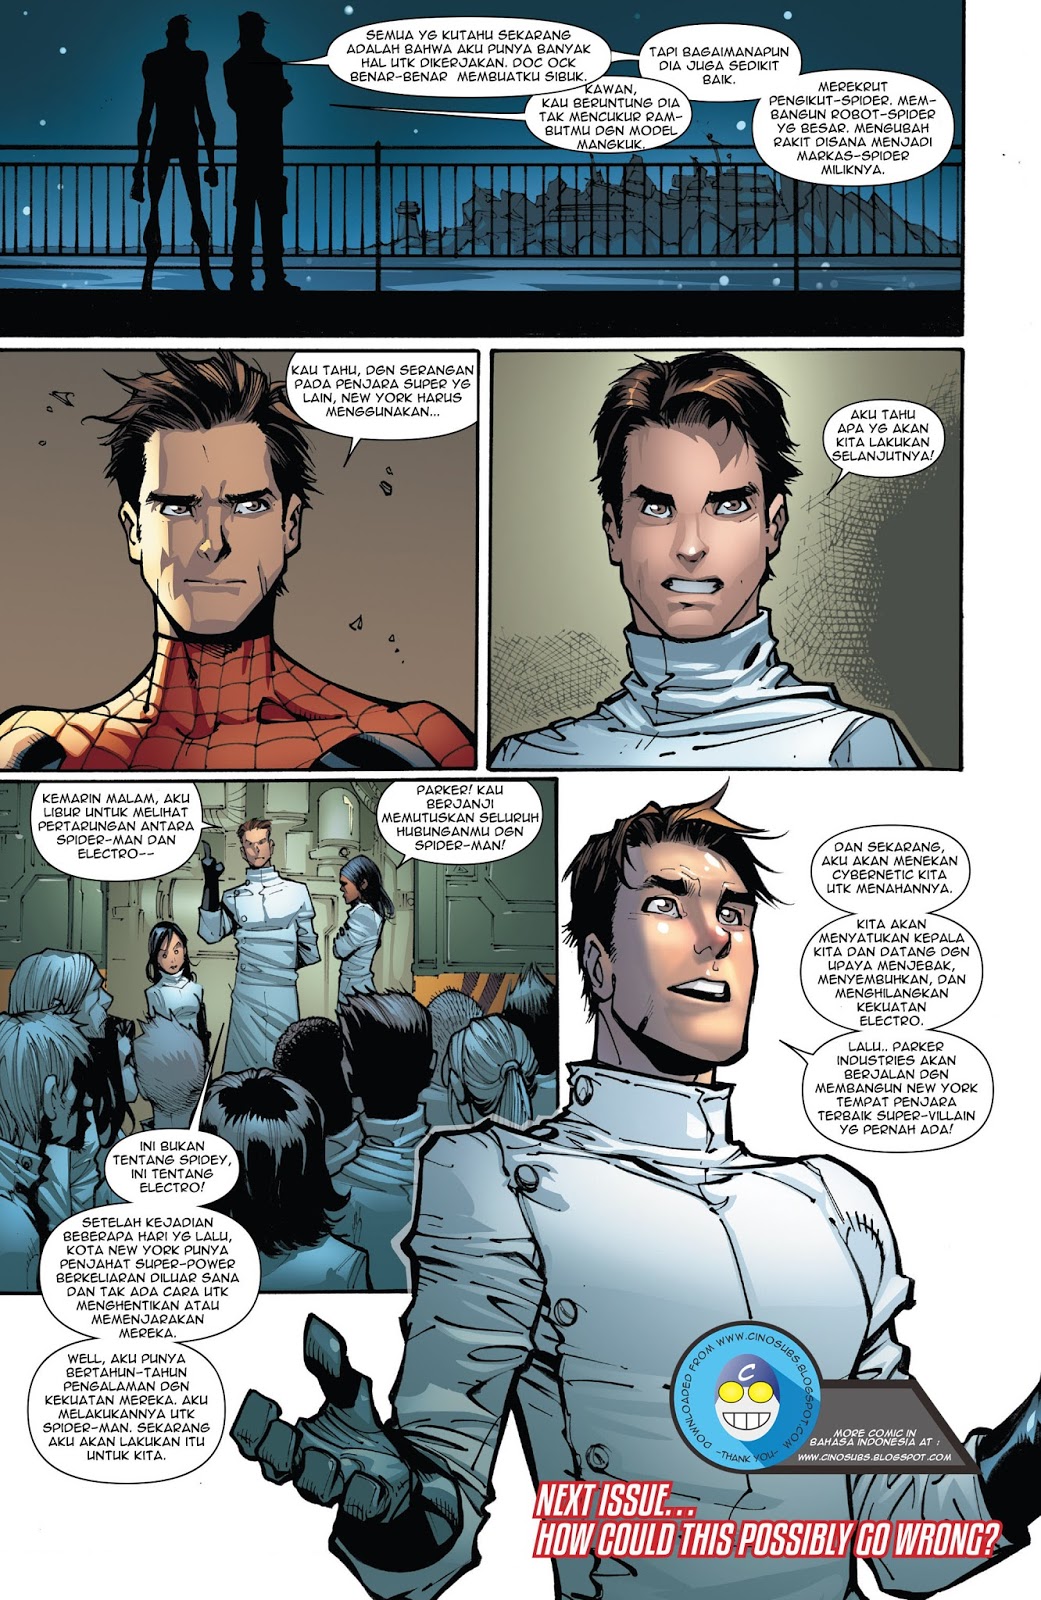 SEMUA YG KUTAHU SEKARANG
ADALAH BAHWA AKU PUNYA BANYAK
HAL UTK DIKERJAKAN. DOC OCK
BENAR-BENAR MEMBUATKU SIBUK.
TAPI BAGAIMANAPUN
DIA JUGA SEDIKIT
BAIK.
MEREKRUT
PENGIKUT-SPIDER. MEM-
BANGUN ROBOT-SPIDER
YG BESAR. MENGUBAH
RAKIT DISANA MENJADI
MARKAS-SPIDER
MILIKNYA.
KAWAN,
KAU BERUNTUNG DIA
TAK MENCUKUR RAM-
BUTMU DGN MODEL
MANGKUK.
KAU TAHU, DGN SERANGAN
PADA PENJARA SUPER YG
LAIN, NEW YORK HARUS
MENGGUNAKAN...
AKU TAHU
APA YG AKAN
KITA LAKUKAN
SELANJUTNYA!
KEMARIN MALAM, AKU
LIBUR UNTUK MELIHAT
PERTARUNGAN ANTARA
SPIDER-MAN DAN
ELECTRO--
PARKER! KAU
BERJANJI
MEMUTUSKAN SELURUH
HUBUNGANMU DGN
SPIDER-MAN!
INI BUKAN
TENTANG SPIDEY,
INI TENTANG
ELECTRO!
SETELAH KEJADIAN
BEBERAPA HARI YG LALU,
KOTA NEW YORK PUNYA
PENJAHAT SUPER-POWER
BERKELIARAN DILUAR SANA
DAN TAK ADA CARA UTK
MENGHENTIKAN ATAU
MEMENJARAKAN
MEREKA.
WELL, AKU PUNYA
BERTAHUN-TAHUN
PENGALAMAN DGN
KEKUATAN MEREKA. AKU
MELAKUKANNYA UTK
SPIDER-MAN. SEKARANG
AKU AKAN LAKUKAN ITU
UNTUK KITA.
DAN SEKARANG,
AKU AKAN MENEKAN
CYBERNETIC KITA
UTK MENAHANNYA.
KITA AKAN
MENYATUKAN KEPALA
KITA DAN DATANG DGN
UPAYA MENJEBAK,
MENYEMBUHKAN, DAN
MENGHILANGKAN
KEKUATAN
ELECTRO.
LALU.. PARKER
INDUSTRIES AKAN
BERJALAN DGN
MEMBANGUN NEW YORK
TEMPAT PENJARA
TERBAIK SUPER-VILLAIN
YG PERNAH ADA!
DOWNLOADED FROM WWW.CINOSUBS.BLOGSPOT.COM
C
-THANK YOU-
MORE COMIC IN
BAHASA INDONESIA AT :
WWW.CINOSUBS.BLOGSPOT.COM
NEXT ISSUE...
HOW COULD THIS POSSIBLY GO WRONG?